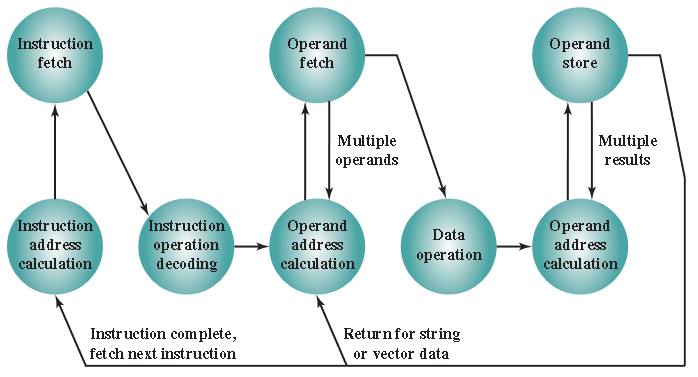 Instruction
fetch
Operand
fetch
Operand
store
Multiple
operands
Multiple
results
Instruction
address
calculation
Instruction
operation
decoding
Operand
address
calculation
Data
operation
Operand
address
calculation
Instruction complete,
fetch next instruction
Return for string
or vector data